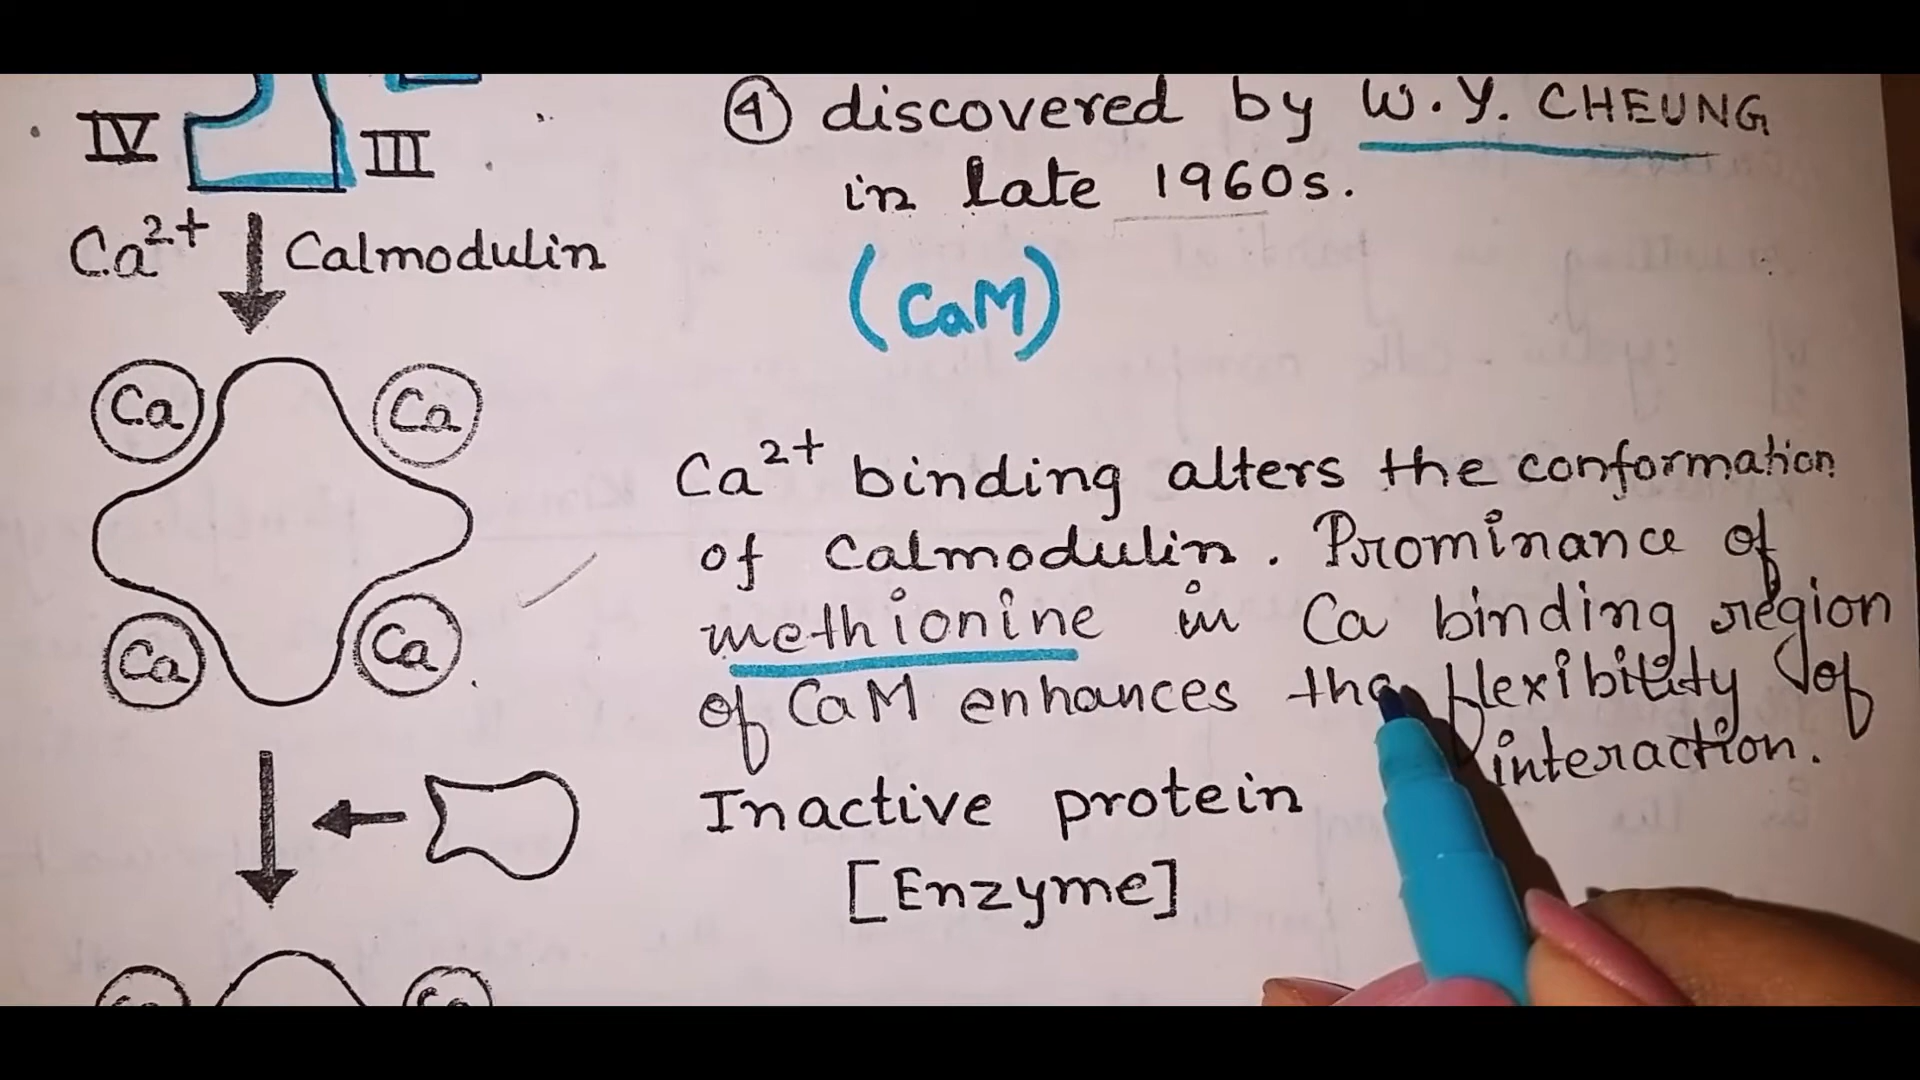 ④ discovered by W.Y. CHEUNG
in late 1960s.
(CaM)
IV
III
Ca²⁺
Calmodulin
Ca
Ca
Ca
Ca
Ca²⁺ binding alters the conformation
of Calmodulin. Prominance of
methionine in Ca binding region
of CaM enhances the flexibility of
interaction.
Inactive protein
[Enzyme]
Ca
Ca